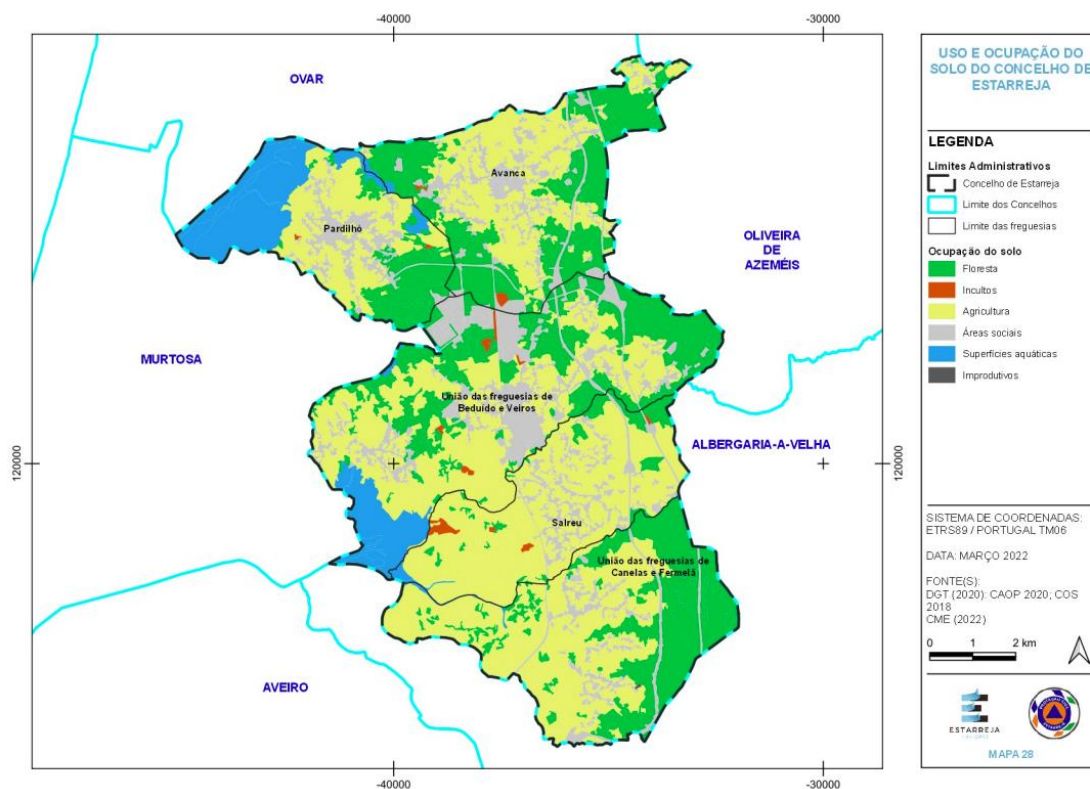 -40000
-30000
OVAR
Avanca
Pardilhó
OLIVEIRA
DE
AZEMÉIS
MURTOSA
União das freguesias de
Beduído e Veiros
ALBERGARIA-A-VELHA
120000
120000
Salreu
União das freguesias de
Canelas e Fermelã
AVEIRO
-40000
-30000
USO E OCUPAÇÃO DO
SOLO DO CONCELHO DE
ESTARREJA
LEGENDA
Limites Administrativos
Concelho de Estarreja
Limite dos Concelhos
Limite das freguesias
Ocupação do solo
Floresta
Incultos
Agricultura
Áreas sociais
Superfícies aquáticas
Improdutivos
SISTEMA DE COORDENADAS:
ETRS89 / PORTUGAL TM06
DATA: MARÇO 2022
FONTE(S):
DGT (2020): CAOP 2020; COS
2018
CME (2022)
0 1 2 km
ESTARREJA
MAPA 28